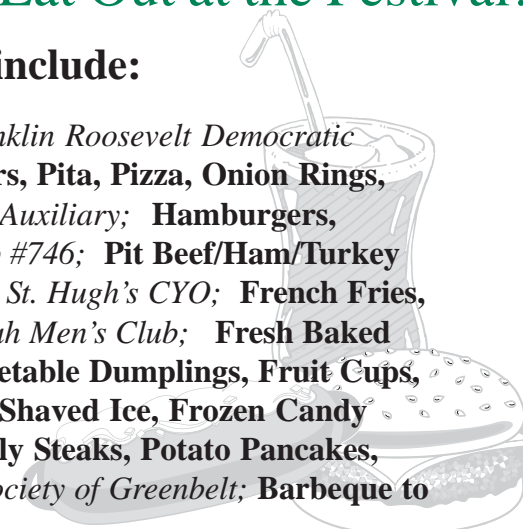 Eat Out at the Festival!
include:
nklin Roosevelt Democratic
rs, Pita, Pizza, Onion Rings,
Auxiliary; Hamburgers,
#746; Pit Beef/Ham/Turkey
St. Hugh's CYO; French Fries,
ah Men's Club; Fresh Baked
etable Dumplings, Fruit Cups,
Shaved Ice, Frozen Candy
ly Steaks, Potato Pancakes,
ociety of Greenbelt; Barbeque to